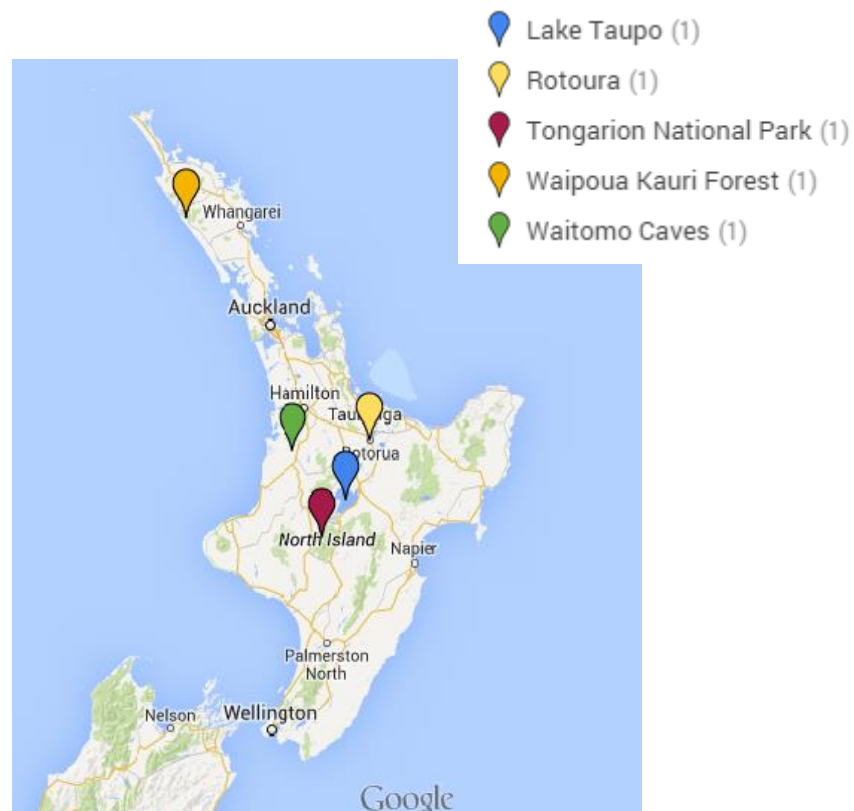 Lake Taupo (1)
Rotoura (1)
Tongarion National Park (1)
Waipoua Kauri Forest (1)
Waitomo Caves (1)
Whangarei
Auckland
Hamilton
Rotorua
North Island
Napier
Palmerston
North
Nelson
Wellington
Google